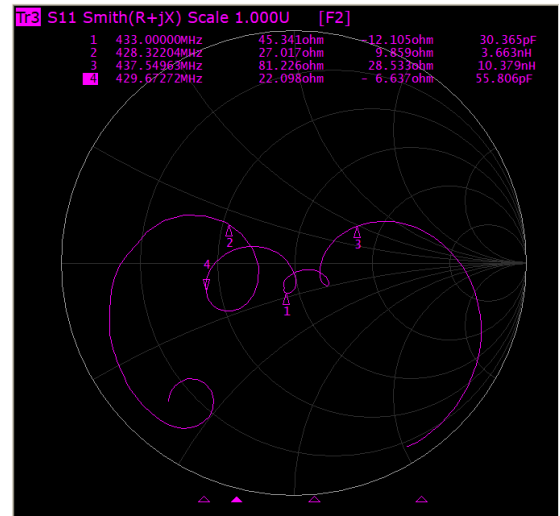 Tr3 S11 Smith(R+jX) Scale 1.000U [F2]
1 433.00000MHz 45.341ohm -12.105ohm 30.365pF
2 428.32204MHz 27.017ohm 9.859ohm 3.663nH
3 437.54963MHz 81.226ohm 28.533ohm 10.379nH
4 429.67272MHz 22.098ohm - 6.637ohm 55.806pF
2
3
4
1